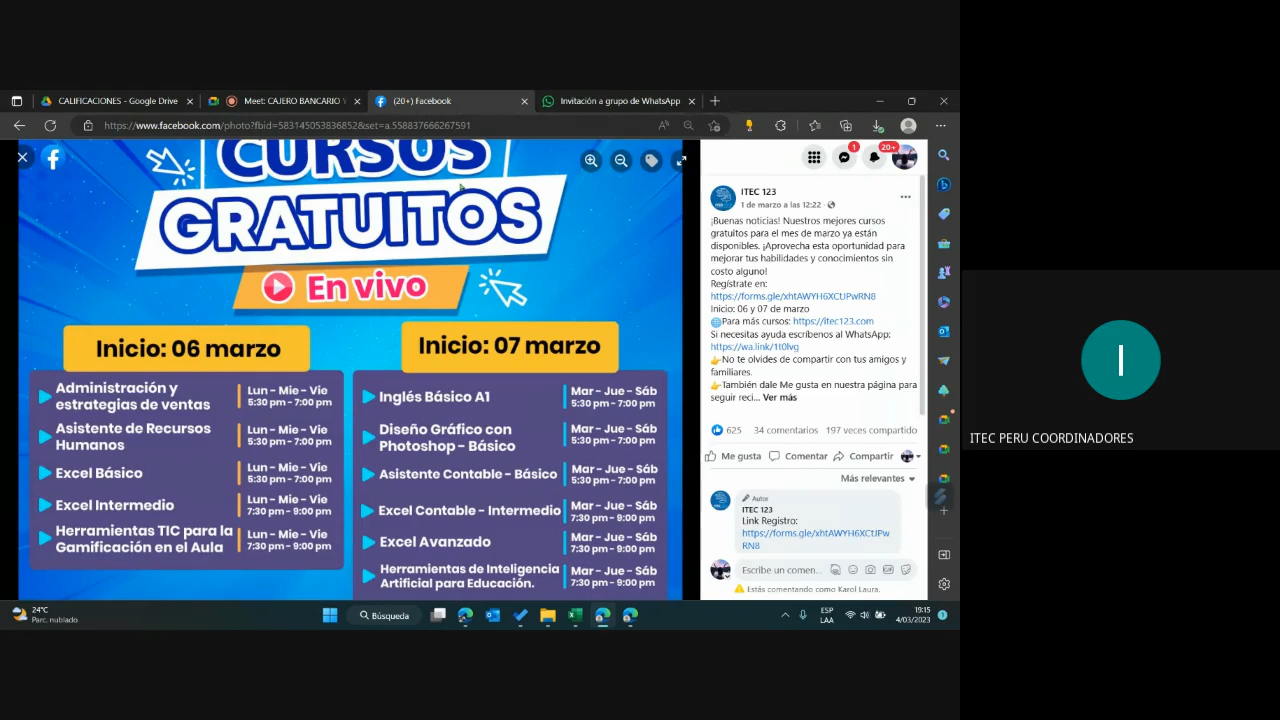 CALIFICACIONES - Google Drive
Meet: CAJERO BANCARIO Y
(20+) Facebook
Invitación a grupo de WhatsApp
https://www.facebook.com/photo?fbid=583145053836852&set=a.558837666267591
CURSOS
GRATUITOS
En vivo
Inicio: 06 marzo
Administración y
estrategias de ventas
Lun - Mie - Vie
5:30 pm - 7:00 pm
Asistente de Recursos
Humanos
Lun - Mie - Vie
5:30 pm - 7:00 pm
Excel Básico
Lun - Mie - Vie
5:30 pm - 7:00 pm
Excel Intermedio
Lun - Mie - Vie
7:30 pm - 9:00 pm
Herramientas TIC para la
Gamificación en el Aula
Lun - Mie - Vie
7:30 pm - 9:00 pm
Inicio: 07 marzo
Inglés Básico A1
Mar - Jue - Sáb
5:30 pm - 7:00 pm
Diseño Gráfico con
Photoshop - Básico
Mar - Jue - Sáb
5:30 pm - 7:00 pm
Asistente Contable - Básico
Mar - Jue - Sáb
5:30 pm - 7:00 pm
Excel Contable - Intermedio
Mar - Jue - Sáb
7:30 pm - 9:00 pm
Excel Avanzado
Mar - Jue - Sáb
7:30 pm - 9:00 pm
Herramientas de Inteligencia
Artificial para Educación.
Mar - Jue - Sáb
7:30 pm - 9:00 pm
1
20+
ITEC 123
1 de marzo a las 12:22 ·
¡Buenas noticias! Nuestros mejores cursos
gratuitos para el mes de marzo ya están
disponibles. ¡Aprovecha esta oportunidad para
mejorar tus habilidades y conocimientos sin
costo alguno!
Regístrate en:
https://forms.gle/xhtAWYH6XCtJPwRN8
Inicio: 06 y 07 de marzo
Para más cursos: https://itec123.com
Si necesitas ayuda escríbenos al WhatsApp:
https://wa.link/1t0lvg
No te olvides de compartir con tus amigos y
familiares.
También dale Me gusta en nuestra página para
seguir reci... Ver más
625 34 comentarios 197 veces compartido
Me gusta Comentar Compartir
Más relevantes
Autor
ITEC 123
Link Registro:
https://forms.gle/xhtAWYH6XCtJPw
RN8
Escribe un comen...
GIF
Estás comentando como Karol Laura.
I
ITEC PERU COORDINADORES
24°C
Parc. nublado
Búsqueda
ESP
LAA
19:15
4/03/2023
1